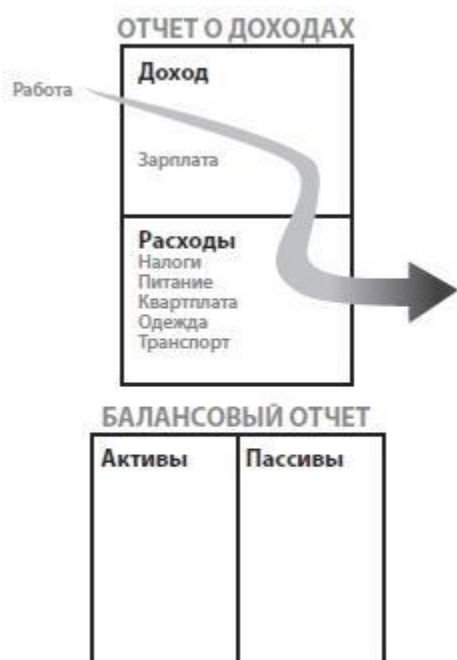 ОТЧЕТ О ДОХОДАХ
Доход
Работа
Зарплата
Расходы
Налоги
Питание
Квартплата
Одежда
Транспорт
БАЛАНСОВЫЙ ОТЧЕТ
Активы
Пассивы